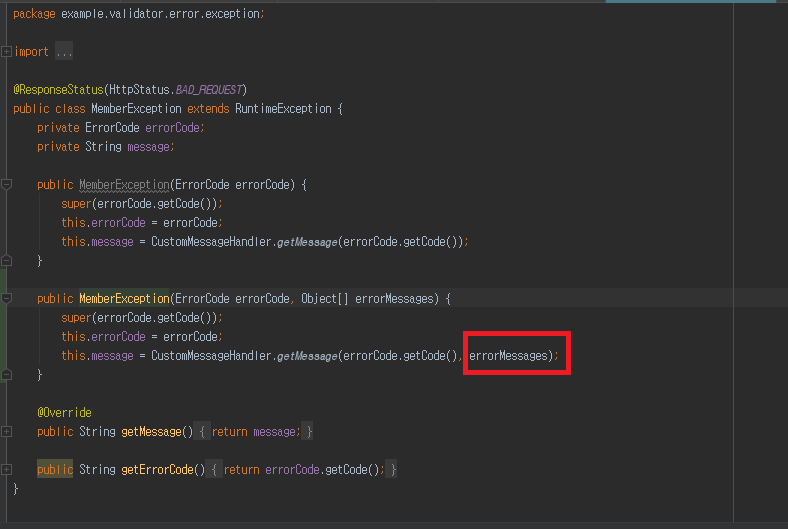 package example.validator.error.exception;
import ...
@ResponseStatus(HttpStatus.BAD_REQUEST)
public class MemberException extends RuntimeException {
private ErrorCode errorCode;
private String message;
public MemberException(ErrorCode errorCode) {
super(errorCode.getCode());
this.errorCode = errorCode;
this.message = CustomMessageHandler.getMessage(errorCode.getCode());
}
public MemberException(ErrorCode errorCode, Object[] errorMessages) {
super(errorCode.getCode());
this.errorCode = errorCode;
this.message = CustomMessageHandler.getMessage(errorCode.getCode(), errorMessages);
}
@Override
public String getMessage() { return message; }
public String getErrorCode() { return errorCode.getCode(); }
}